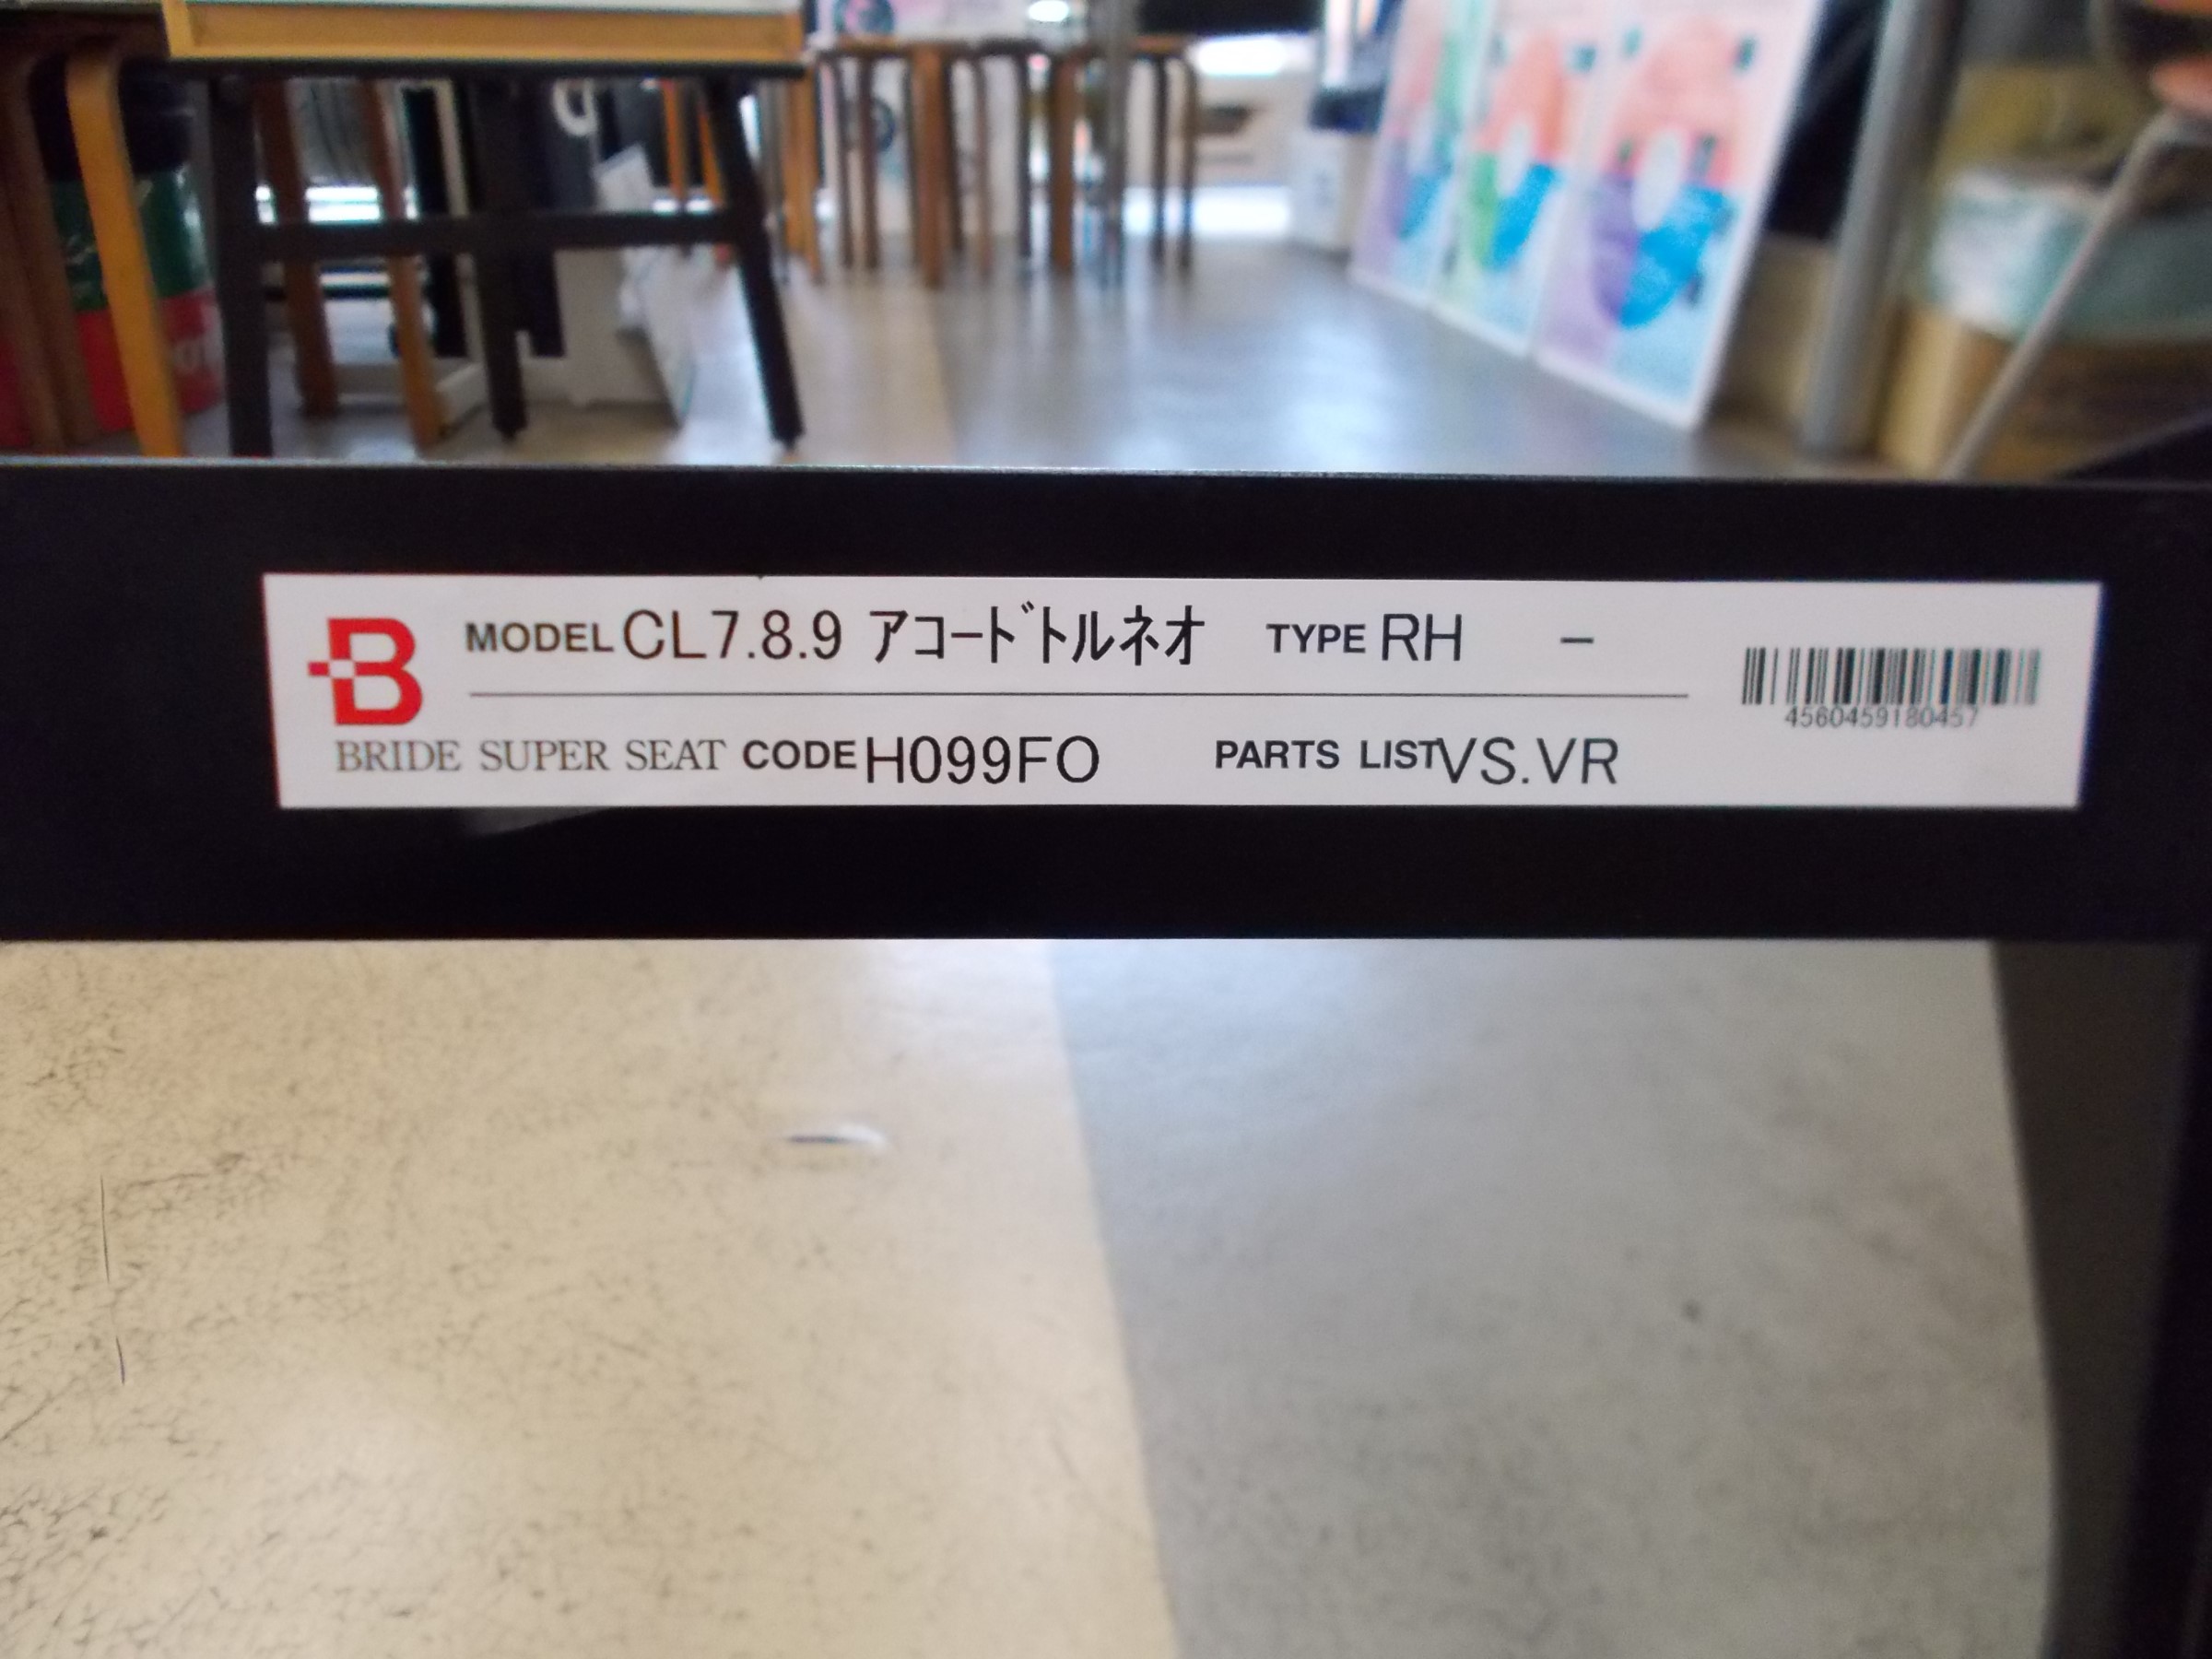 MODEL CL7.8.9 ｱｺｰﾄﾞﾄﾙﾈｵ TYPE RH -
4560459180457
BRIDE SUPER SEAT CODE H099FO PARTS LIST VS.VR